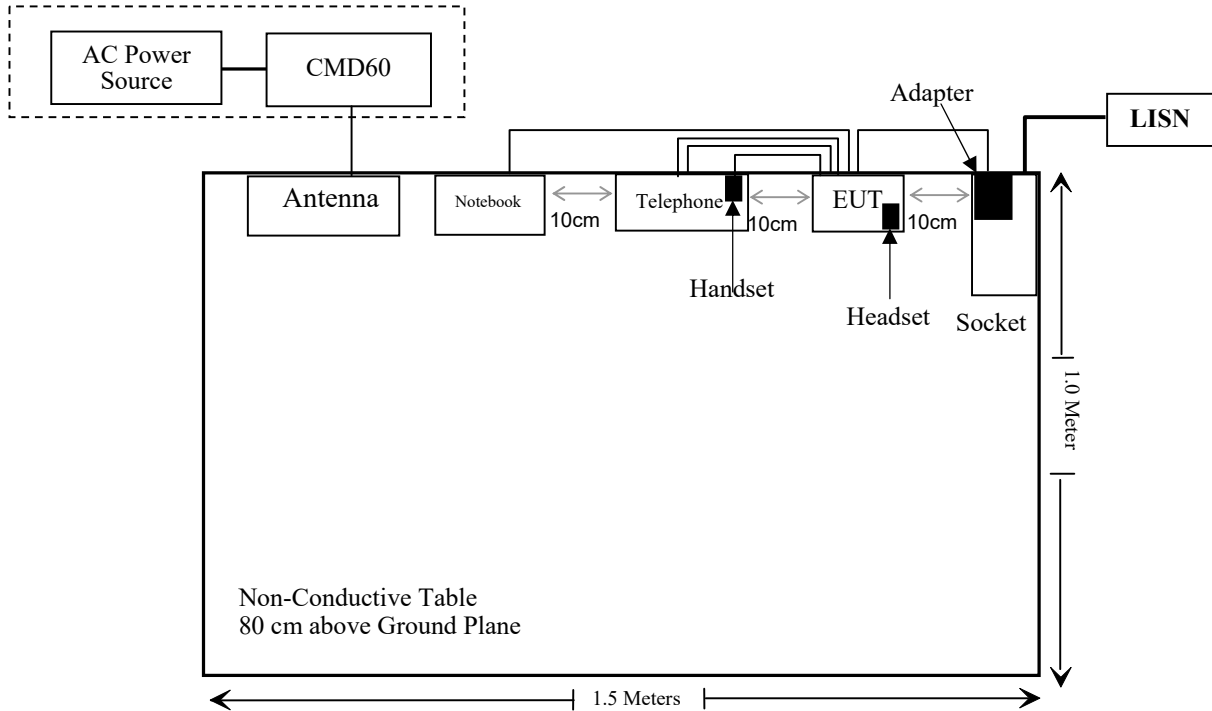 AC Power
Source
CMD60
Adapter
LISN
Antenna
Notebook
10cm
Telephone
10cm
EUT
10cm
Handset
Headset
Socket
1.0 Meter
Non-Conductive Table
80 cm above Ground Plane
1.5 Meters